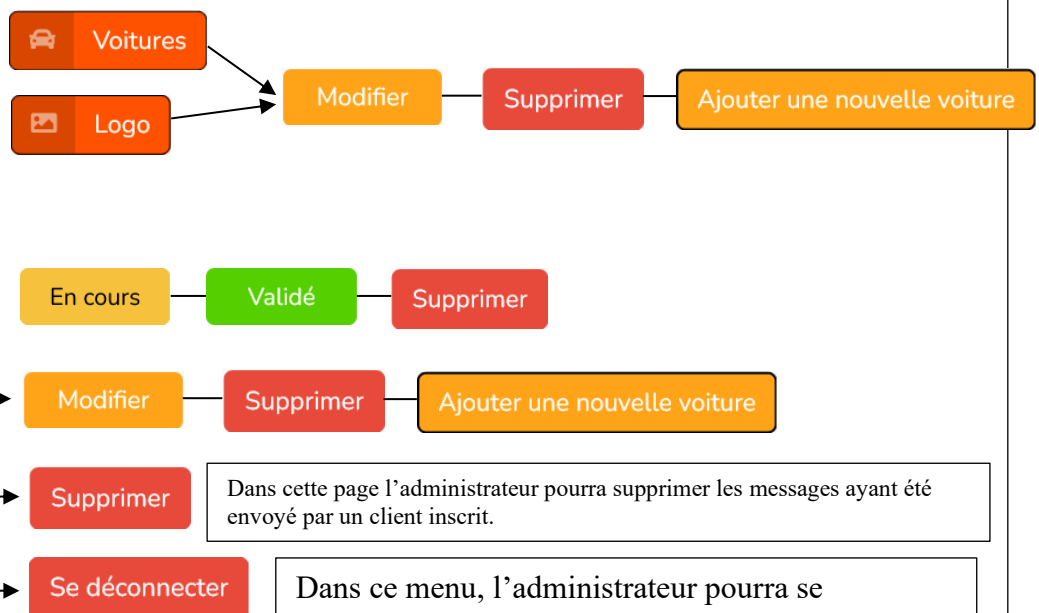 Voitures
Logo
Modifier
Supprimer
Ajouter une nouvelle voiture
En cours
Validé
Supprimer
Modifier
Supprimer
Ajouter une nouvelle voiture
Supprimer
Dans cette page l’administrateur pourra supprimer les messages ayant été
envoyé par un client inscrit.
Se déconnecter
Dans ce menu, l’administrateur pourra se